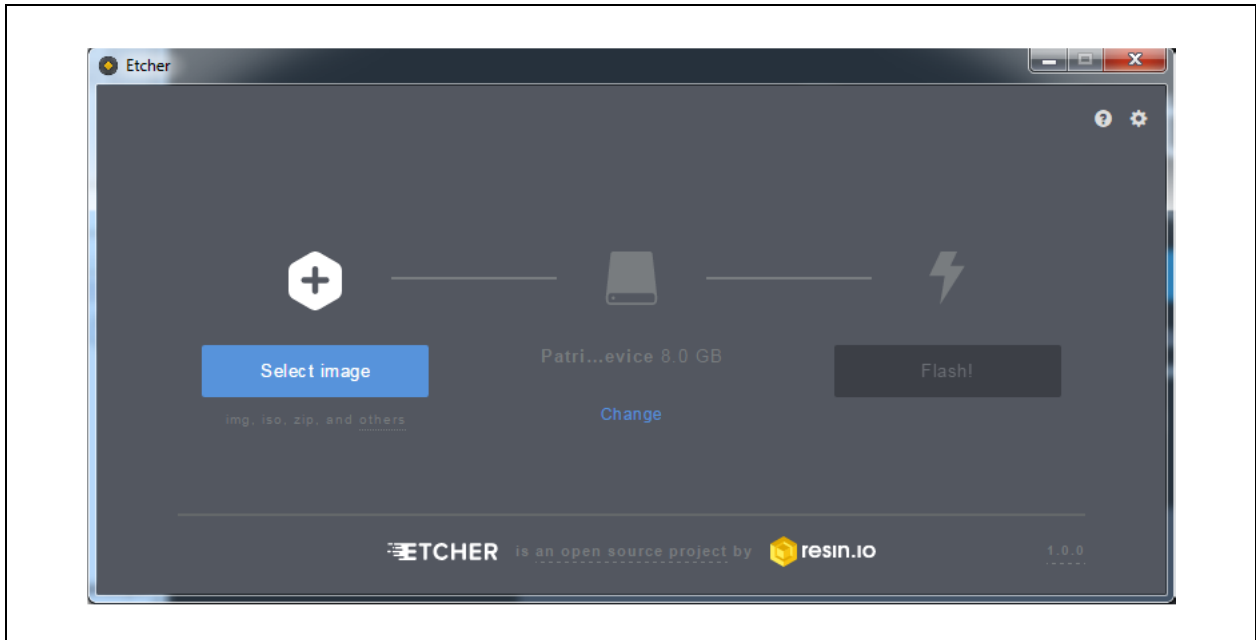 Etcher
Select image
img, iso, zip, and others
Patri...evice 8.0 GB
Change
Flash!
ETCHER is an open source project by resin.io 1.0.0